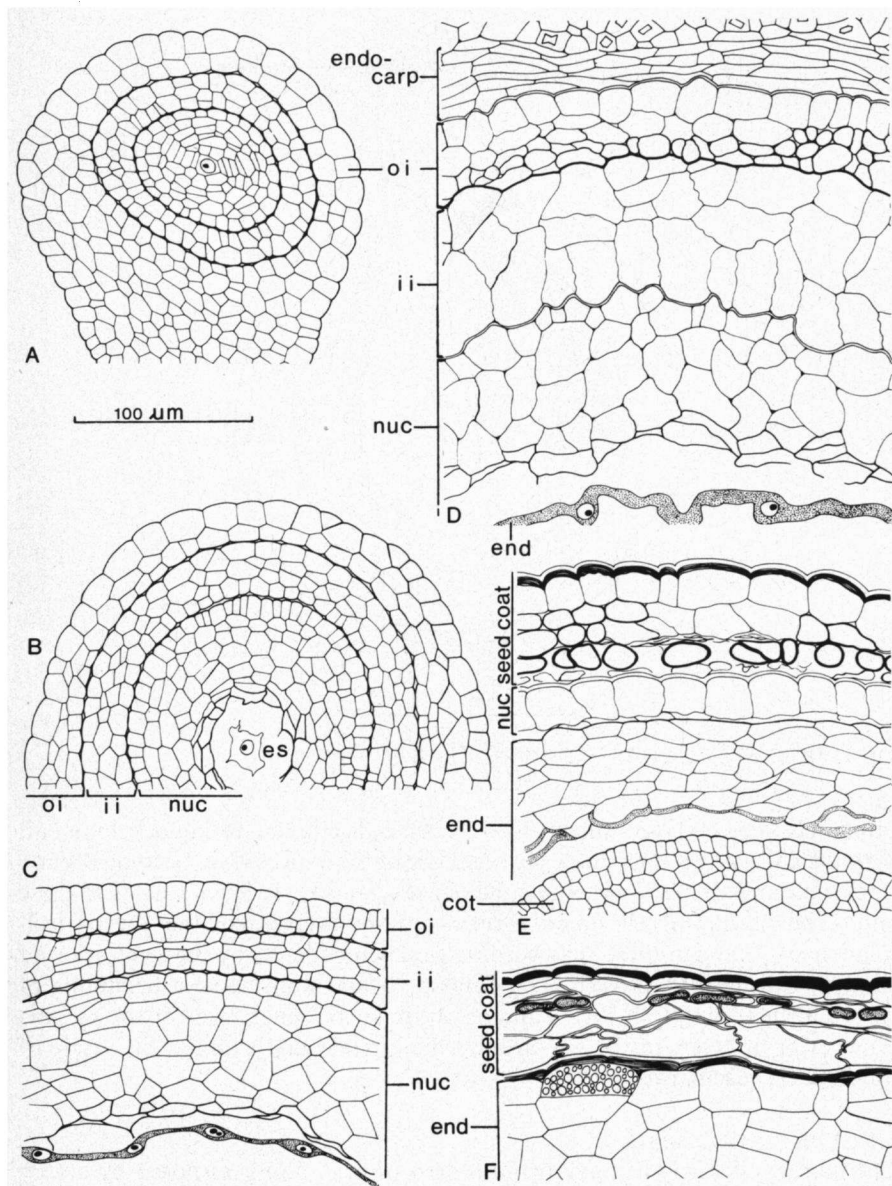 A
100 µm
B
es
oi
ii
nuc
C
oi
ii
nuc
endo-
carp
oi
ii
nuc
D
end
seed coat
nuc
end
cot
E
seed coat
end
F